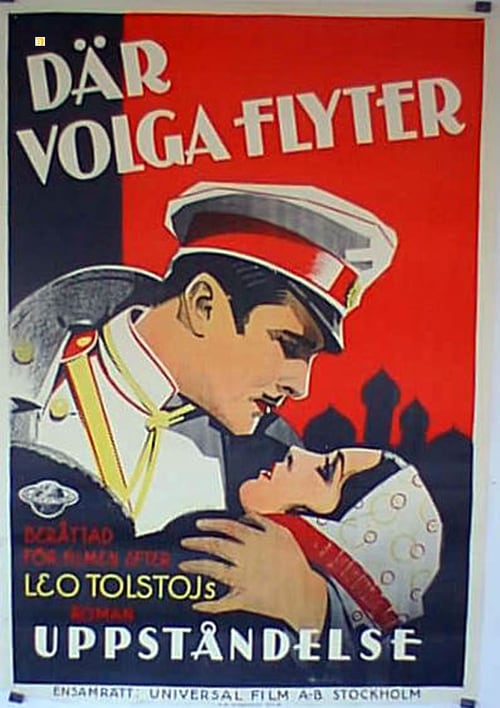 DÄR
VOLGA FLYTER
BERÄTTAD
FÖR FILMEN EFTER
LEO TOLSTOJs
ROMAN
UPPSTÅNDELSE
ENSAMRÄTT: UNIVERSAL FILM A-B. STOCKHOLM